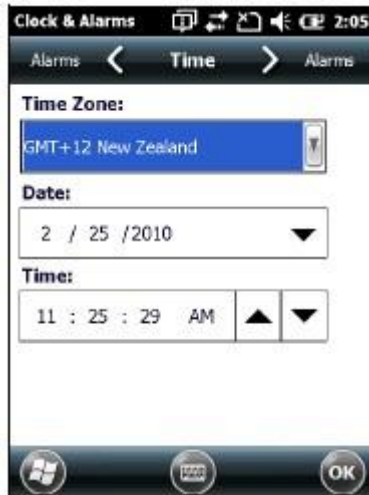 Clock & Alarms 2:05
Alarms Time Alarms
Time Zone:
GMT+12 New Zealand
Date:
2 / 25 /2010
Time:
11 : 25 : 29 AM
OK